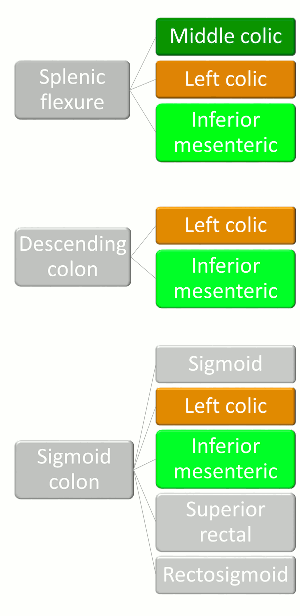 Splenic
flexure
Middle colic
Left colic
Inferior
mesenteric
Descending
colon
Left colic
Inferior
mesenteric
Sigmoid
colon
Sigmoid
Left colic
Inferior
mesenteric
Superior
rectal
Rectosigmoid